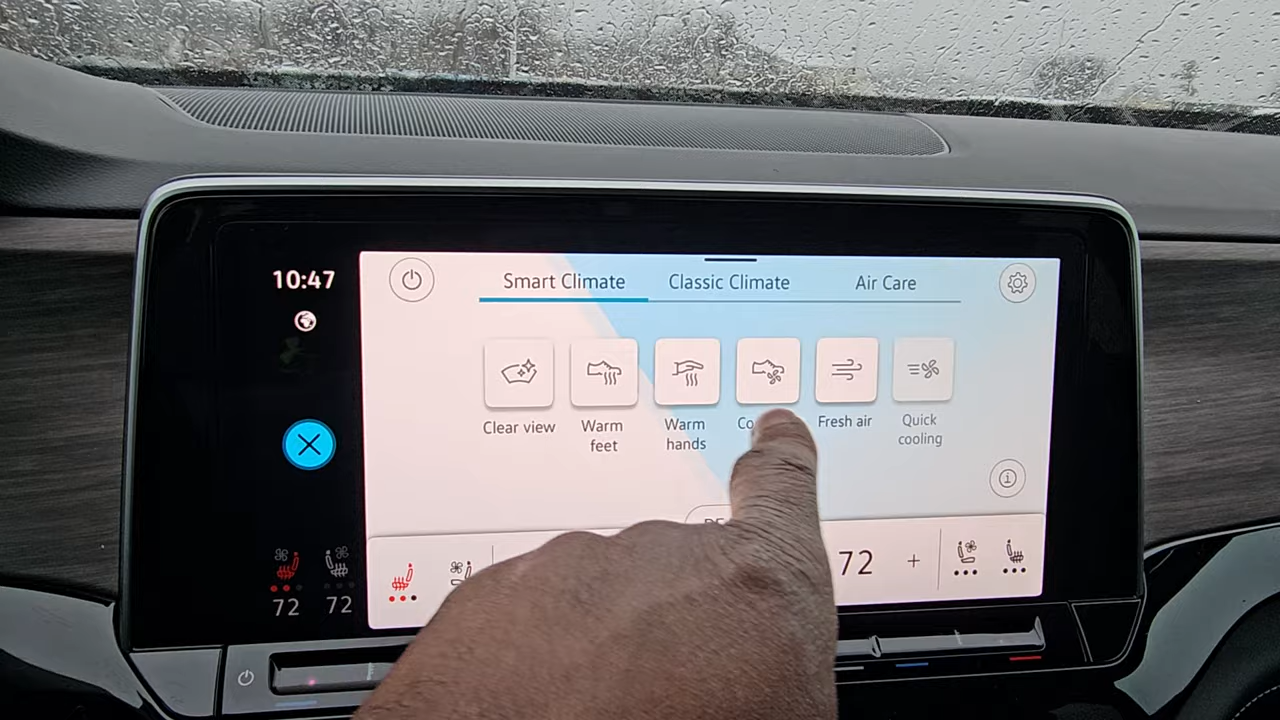 10:47
Smart Climate
Classic Climate
Air Care
Clear view
Warm
feet
Warm
hands
Fresh air
Quick
cooling
72
72
72